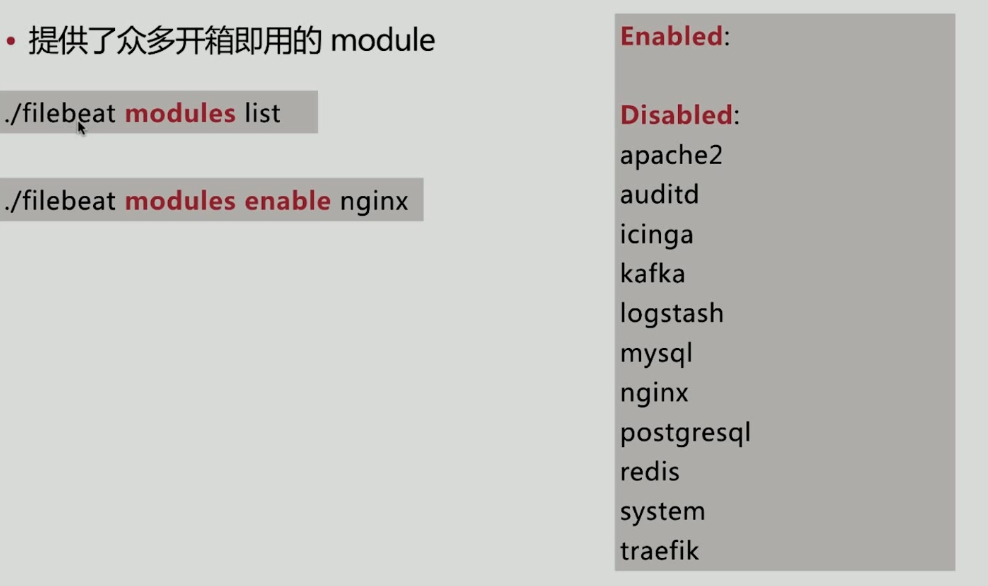 • 提供了众多开箱即用的 module
./filebeat modules list
./filebeat modules enable nginx
Enabled:
Disabled:
apache2
auditd
icinga
kafka
logstash
mysql
nginx
postgresql
redis
system
traefik